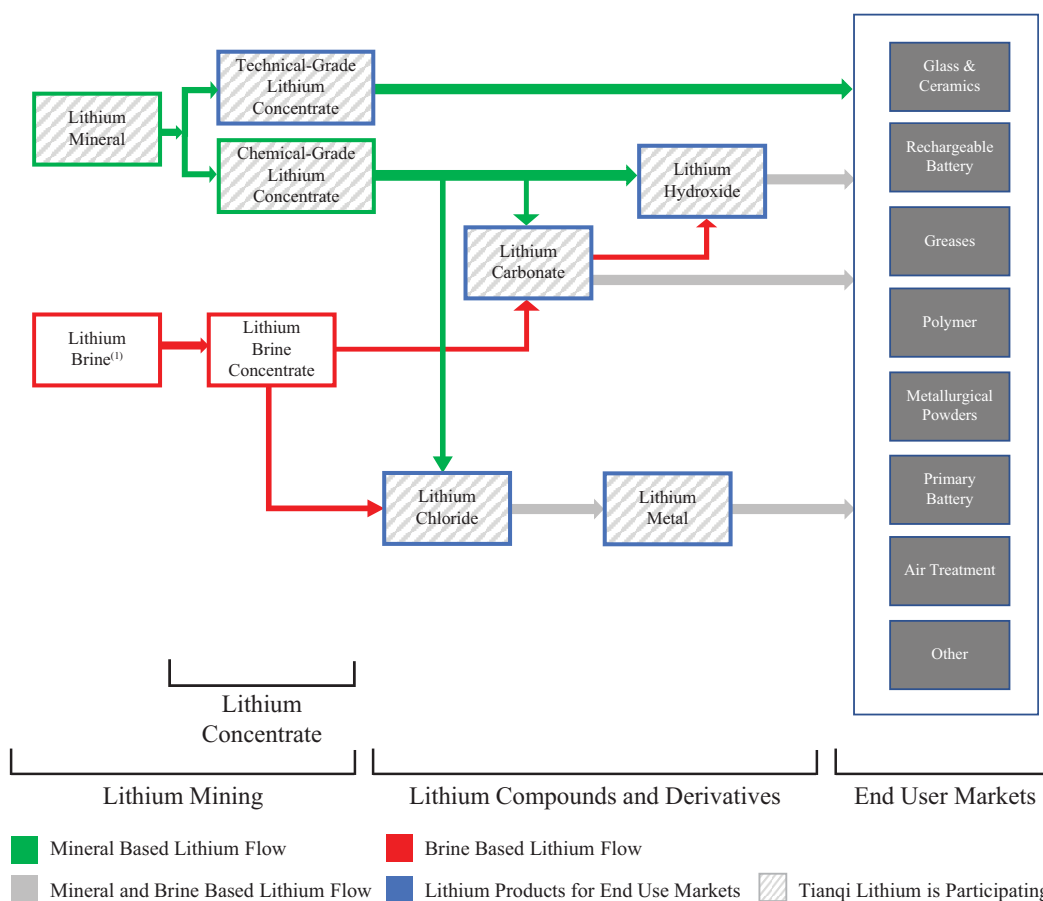 Technical-Grade
Lithium
Concentrate
Lithium
Mineral
Chemical-Grade
Lithium
Concentrate
Lithium
Hydroxide
Lithium
Carbonate
Lithium
Brine(1)
Lithium
Brine
Concentrate
Lithium
Chloride
Lithium
Metal
Glass &
Ceramics
Rechargeable
Battery
Greases
Polymer
Metallurgical
Powders
Primary
Battery
Air Treatment
Other
Lithium
Concentrate
Lithium Mining
Lithium Compounds and Derivatives
End User Markets
Mineral Based Lithium Flow
Brine Based Lithium Flow
Mineral and Brine Based Lithium Flow
Lithium Products for End Use Markets
Tianqi Lithium is Participating